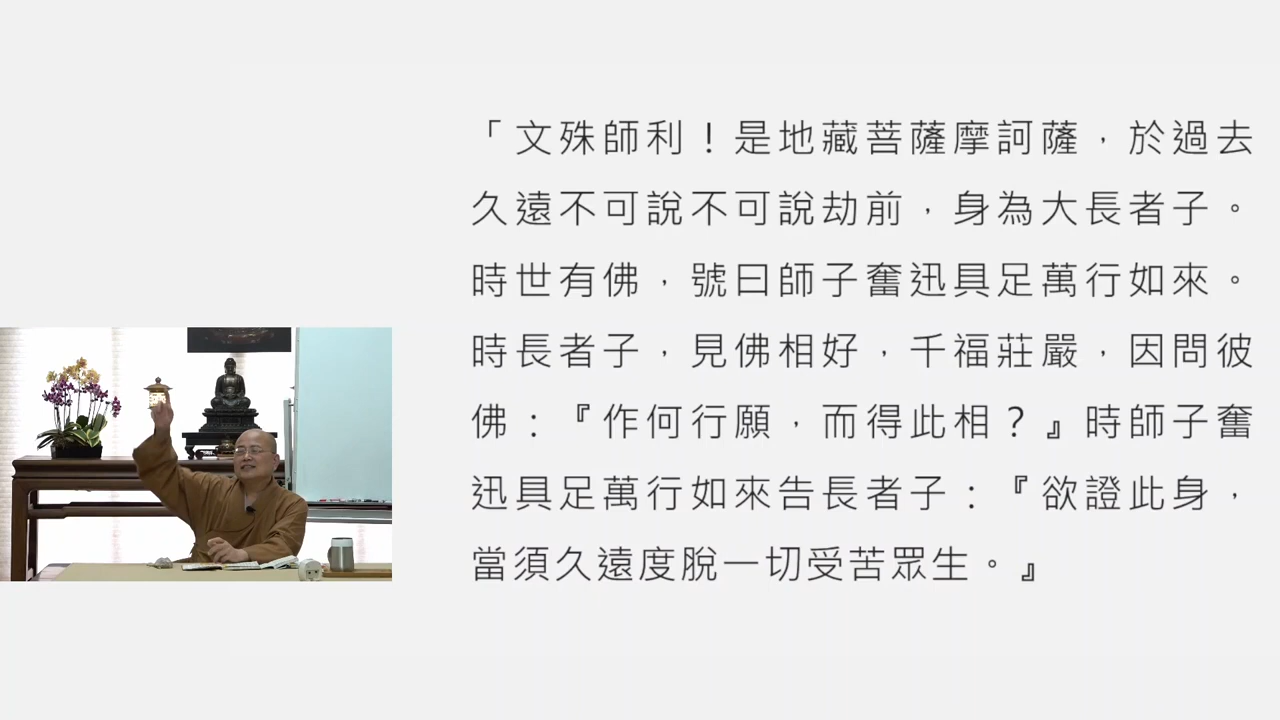 「文殊師利！是地藏菩薩摩訶薩，於過去
久遠不可說不可說劫前，身為大長者子。
時世有佛，號曰師子奮迅具足萬行如來。
時長者子，見佛相好，千福莊嚴，因問彼
佛：『作何行願，而得此相？』時師子奮
迅具足萬行如來告長者子：『欲證此身，
當須久遠度脫一切受苦眾生。』